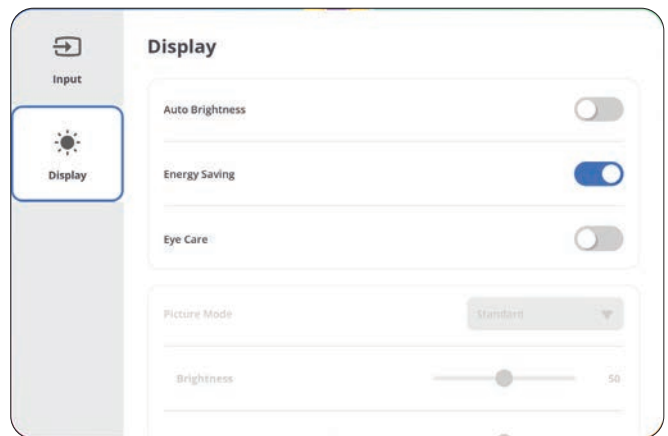 Input
Display
Display
Auto Brightness
Energy Saving
Eye Care
Picture Mode
Standard
Brightness
50